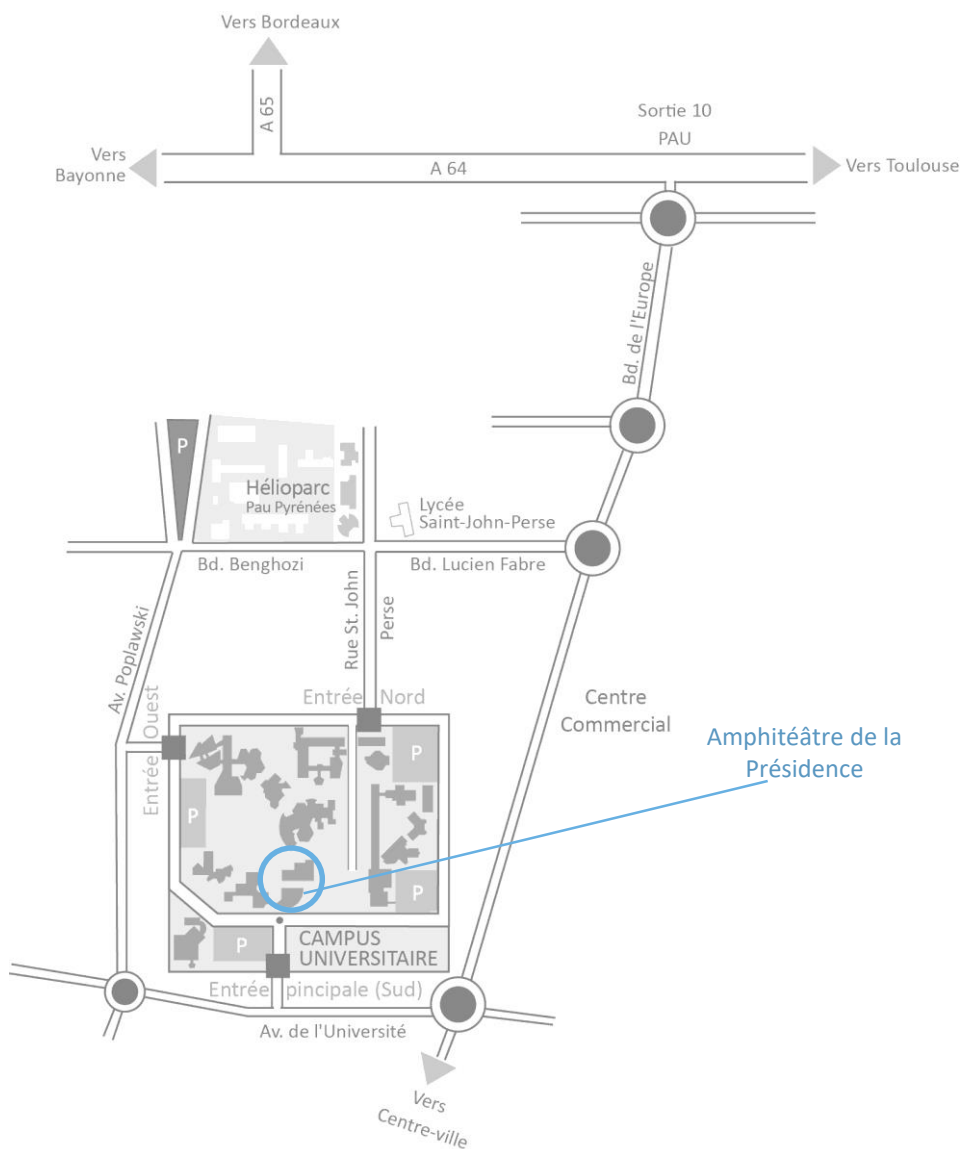 Vers Bordeaux
A 65
Sortie 10
PAU
Vers
Bayonne
A 64
Vers Toulouse
Bd. de l'Europe
P
Hélioparc
Pau Pyrénées
Lycée
Saint-John-Perse
Bd. Benghozi
Bd. Lucien Fabre
Av. Poplawski
Rue St. John
Perse
Entrée Nord
Entrée Ouest
Centre
Commercial
Amphitéâtre de la
Présidence
P
P
P
P
CAMPUS
UNIVERSITAIRE
Entrée pincipale (Sud)
Av. de l'Université
Vers
Centre-ville